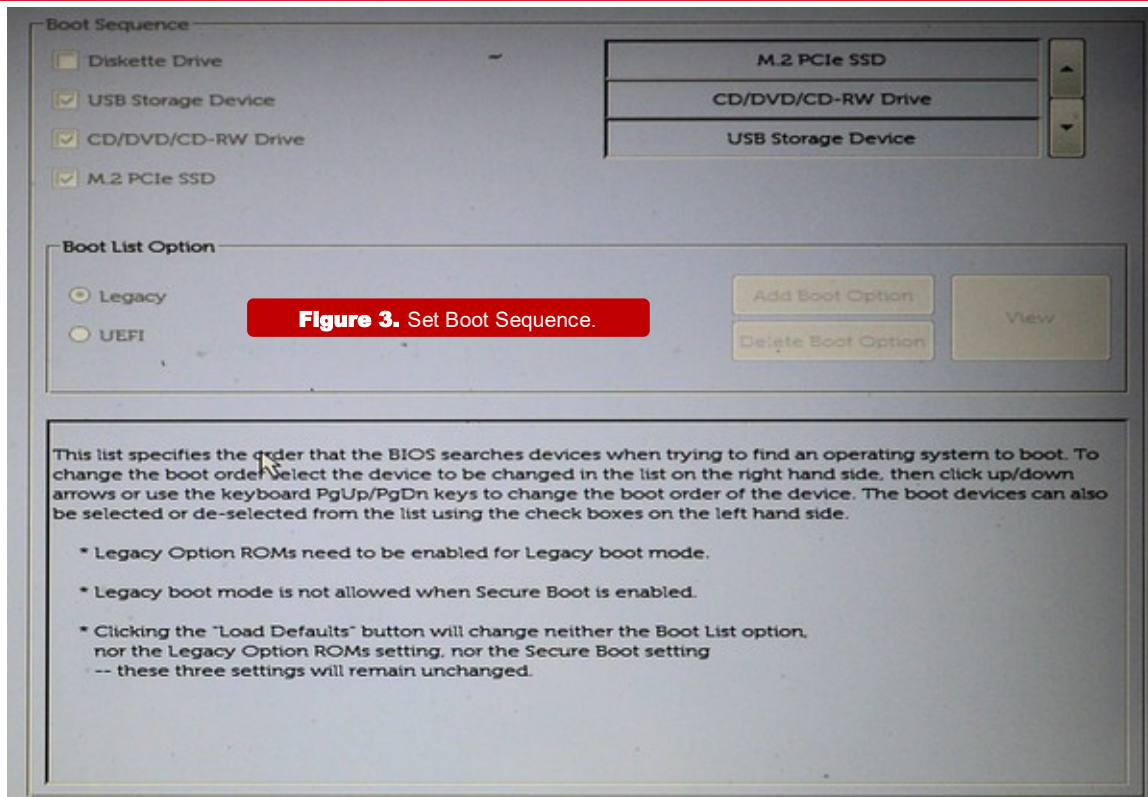 Boot Sequence
Diskette Drive
USB Storage Device
CD/DVD/CD-RW Drive
M.2 PCIe SSD
M.2 PCIe SSD
CD/DVD/CD-RW Drive
USB Storage Device
Boot List Option
Legacy
UEFI
Add Boot Option
Delete Boot Option
View
Figure 3. Set Boot Sequence.
This list specifies the order that the BIOS searches devices when trying to find an operating system to boot. To
change the boot order select the device to be changed in the list on the right hand side, then click up/down
arrows or use the keyboard PgUp/PgDn keys to change the boot order of the device. The boot devices can also
be selected or de-selected from the list using the check boxes on the left hand side.
* Legacy Option ROMs need to be enabled for Legacy boot mode.
* Legacy boot mode is not allowed when Secure Boot is enabled.
* Clicking the "Load Defaults" button will change neither the Boot List option,
nor the Legacy Option ROMs setting, nor the Secure Boot setting
-- these three settings will remain unchanged.